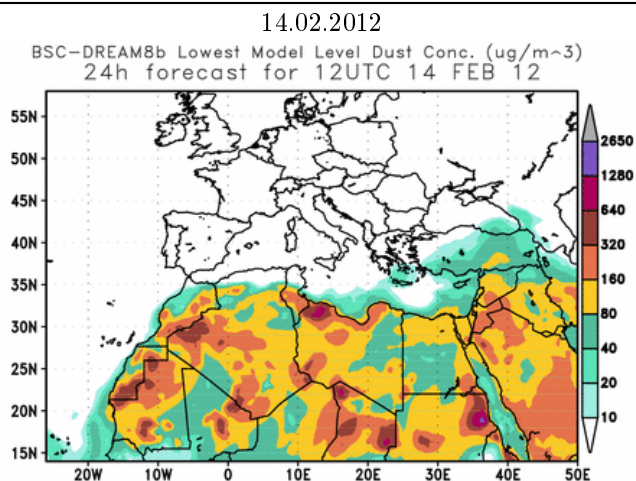 14.02.2012
BSC-DREAM8b Lowest Model Level Dust Conc. (ug/m^3)
24h forecast for 12UTC 14 FEB 12
55N
50N
45N
40N
35N
30N
25N
20N
15N
20W 10W 0 10E 20E 30E 40E 50E
2650
1280
640
320
160
80
40
20
10